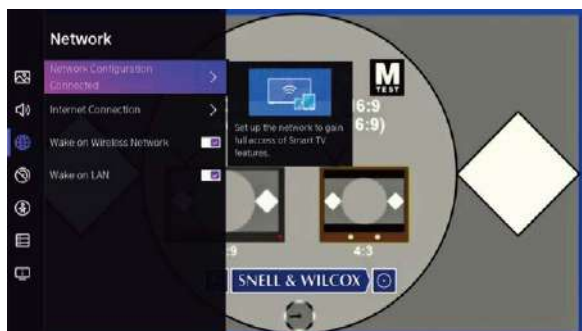 Network
Network Configuration
Connected
Internet Connection
Wake on Wireless Network
Wake on LAN
M
TEST
6:9
6:9)
Set up the network to gain
full access of Smart TV
features.
:9
4:3
SNELL & WILCOX